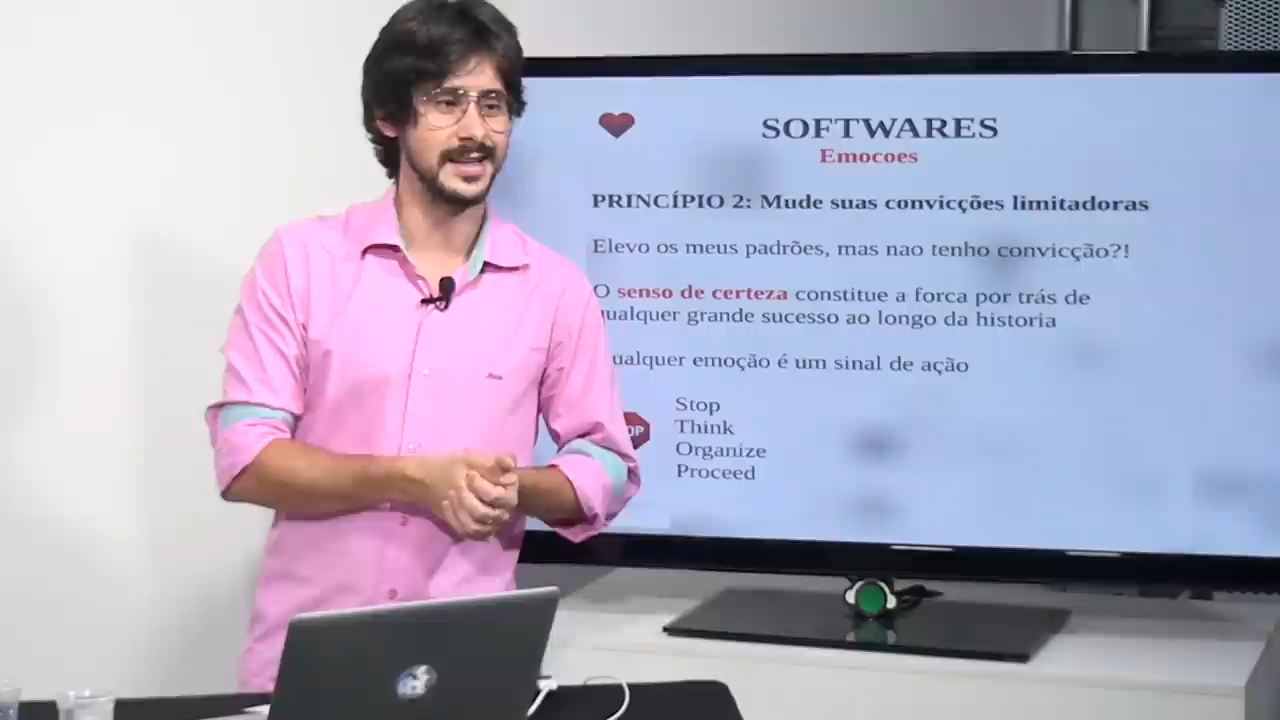 SOFTWARES
Emocoes
PRINCÍPIO 2: Mude suas convicções limitadoras
Elevo os meus padrões, mas nao tenho convicção?!
O senso de certeza constitue a forca por trás de
qualquer grande sucesso ao longo da historia
ualquer emoção é um sinal de ação
Stop
OP
Think
Organize
Proceed